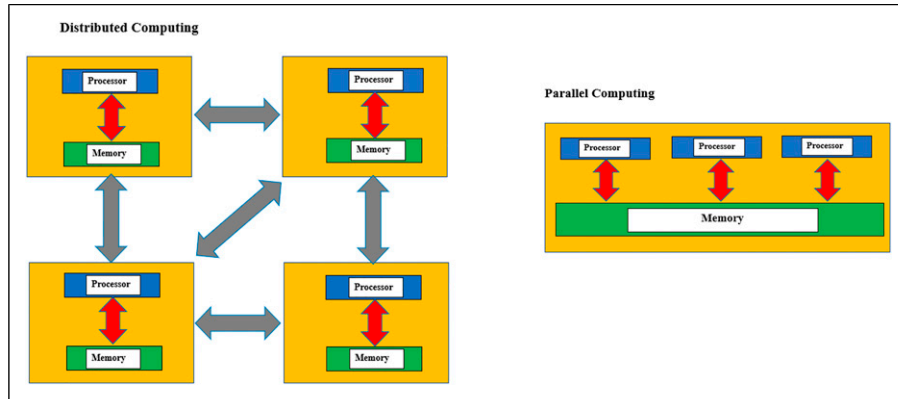 Distributed Computing
Processor
Memory
Processor
Memory
Processor
Memory
Processor
Memory
Parallel Computing
Processor
Processor
Processor
Memory